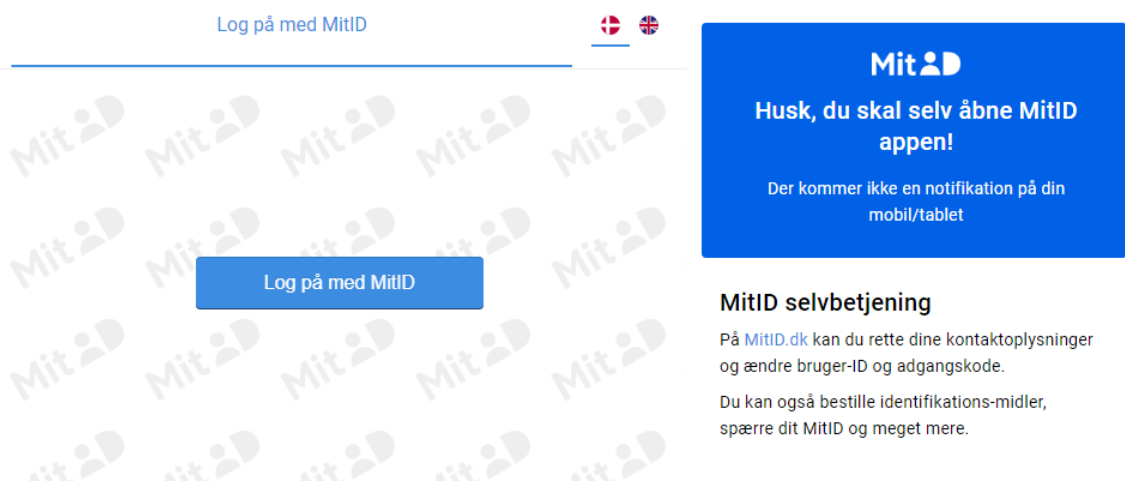 Log på med MitID
Log på med MitID
MitID
Husk, du skal selv åbne MitID
appen!
Der kommer ikke en notifikation på din
mobil/tablet
MitID selvbetjening
På MitID.dk kan du rette dine kontaktoplysninger
og ændre bruger-ID og adgangskode.
Du kan også bestille identifikations-midler,
spærre dit MitID og meget mere.